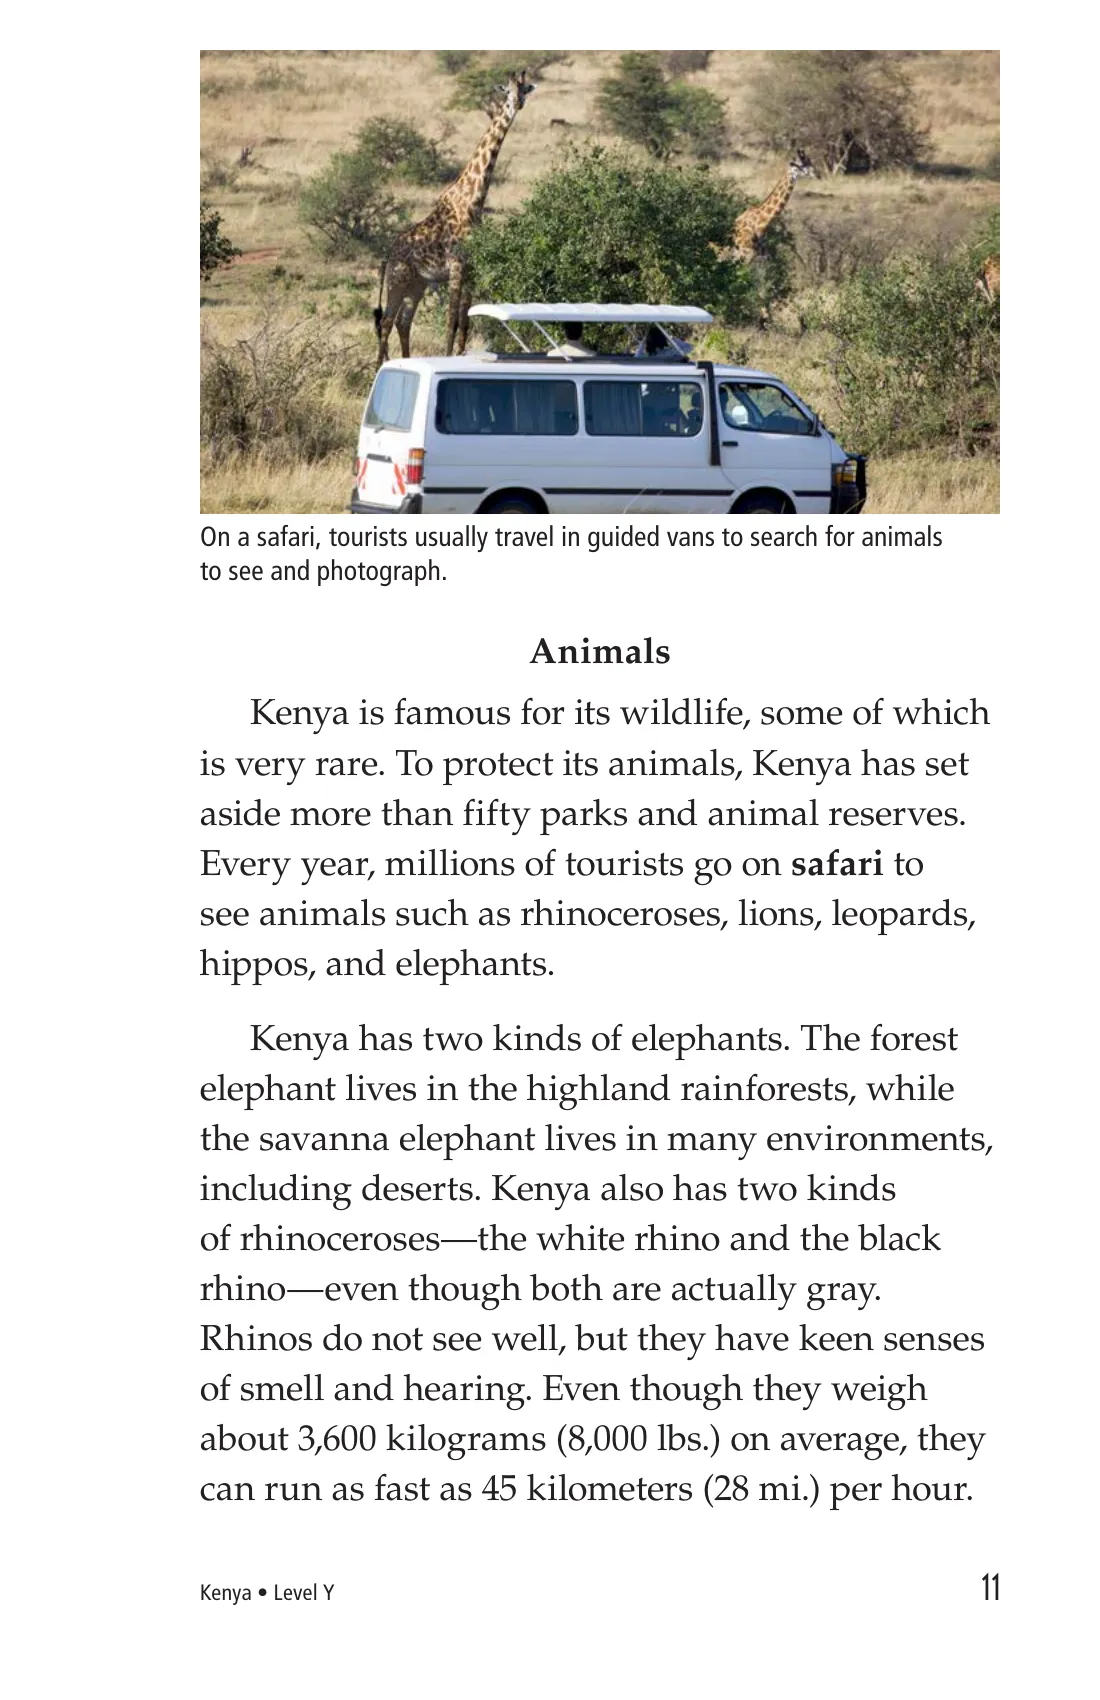 On a safari, tourists usually travel in guided vans to search for animals
to see and photograph.
Animals
Kenya is famous for its wildlife, some of which
is very rare. To protect its animals, Kenya has set
aside more than fifty parks and animal reserves.
Every year, millions of tourists go on safari to
see animals such as rhinoceroses, lions, leopards,
hippos, and elephants.
Kenya has two kinds of elephants. The forest
elephant lives in the highland rainforests, while
the savanna elephant lives in many environments,
including deserts. Kenya also has two kinds
of rhinoceroses—the white rhino and the black
rhino—even though both are actually gray.
Rhinos do not see well, but they have keen senses
of smell and hearing. Even though they weigh
about 3,600 kilograms (8,000 lbs.) on average, they
can run as fast as 45 kilometers (28 mi.) per hour.
Kenya • Level Y
11